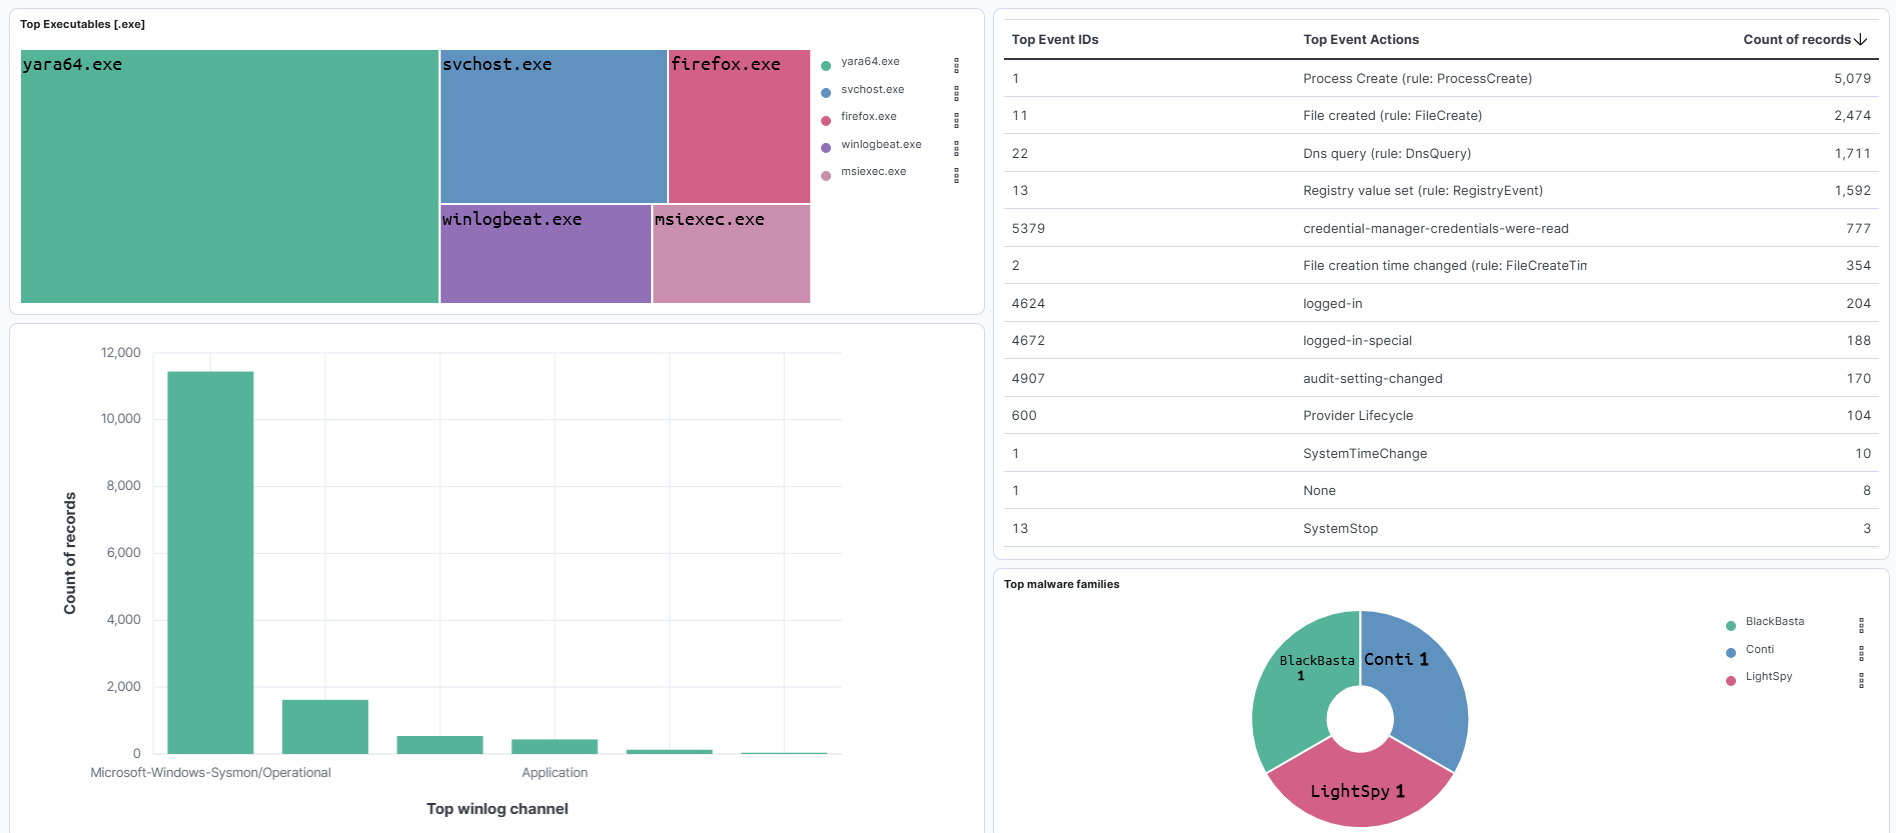 Top Executables [.exe]
yara64.exe
svchost.exe
firefox.exe
winlogbeat.exe
msiexec.exe
yara64.exe
svchost.exe
firefox.exe
winlogbeat.exe
msiexec.exe
Top Event IDs Top Event Actions Count of records
1 Process Create (rule: ProcessCreate) 5,079
11 File created (rule: FileCreate) 2,474
22 Dns query (rule: DnsQuery) 1,711
13 Registry value set (rule: RegistryEvent) 1,592
5379 credential-manager-credentials-were-read 777
2 File creation time changed (rule: FileCreateTim 354
4624 logged-in 204
4672 logged-in-special 188
4907 audit-setting-changed 170
600 Provider Lifecycle 104
1 SystemTimeChange 10
1 None 8
13 SystemStop 3
12,000
10,000
8,000
6,000
4,000
2,000
0
Count of records
Microsoft-Windows-Sysmon/Operational Application
Top winlog channel
Top malware families
BlackBasta
1
Conti 1
LightSpy 1
BlackBasta
Conti
LightSpy